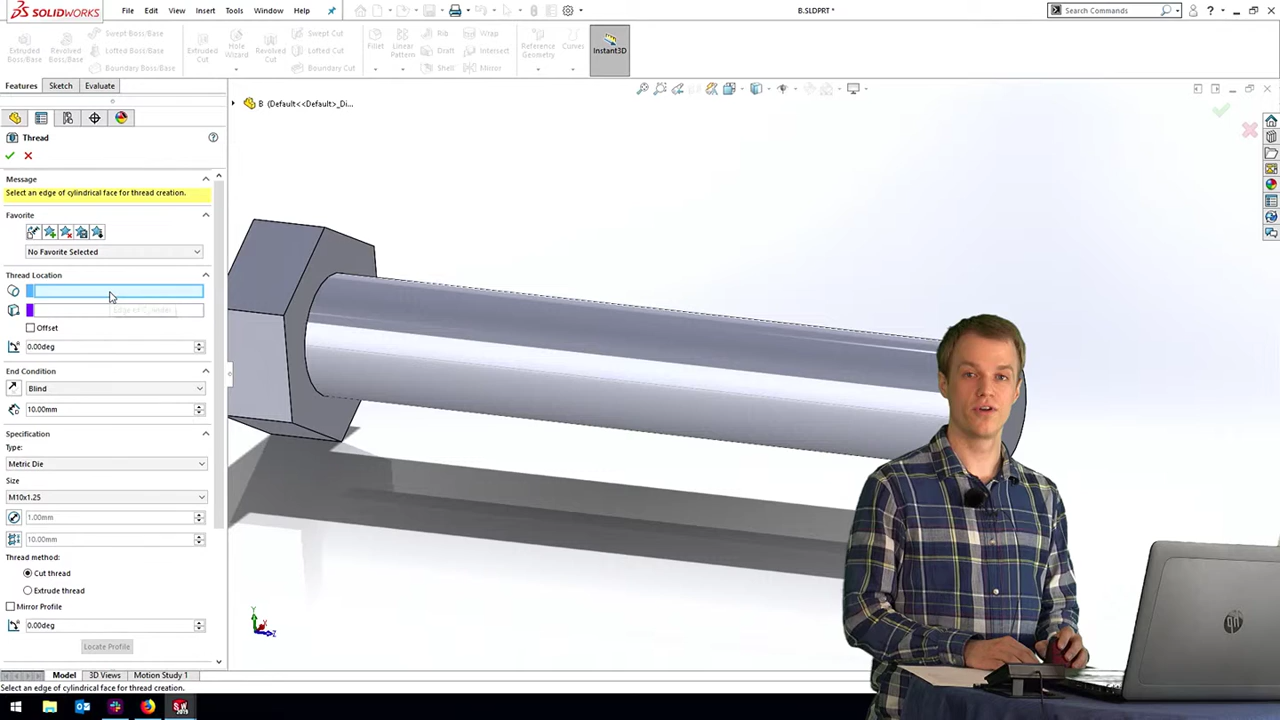 SOLIDWORKS
File Edit View Insert Tools Window Help
B.SLDPRT *
Search Commands
Extruded Boss/Base
Revolved Boss/Base
Swept Boss/Base
Lofted Boss/Base
Boundary Boss/Base
Extruded Cut
Hole Wizard
Revolved Cut
Swept Cut
Lofted Cut
Boundary Cut
Fillet
Linear Pattern
Rib
Draft
Shell
Wrap
Intersect
Mirror
Reference Geometry
Curves
Instant3D
Features Sketch Evaluate
B (Default<<Default>_Di...
Thread
Message
Select an edge of cylindrical face for thread creation.
Favorite
No Favorite Selected
Thread Location
Edge of Cylinder
Offset
0.00deg
End Condition
Blind
10.00mm
Specification
Type:
Metric Die
Size
M10x1.25
1.00mm
10.00mm
Thread method:
Cut thread
Extrude thread
Mirror Profile
0.00deg
Locate Profile
Y
X
Z
Model 3D Views Motion Study 1
Select an edge of cylindrical face for thread creation.
SW
2019
hp